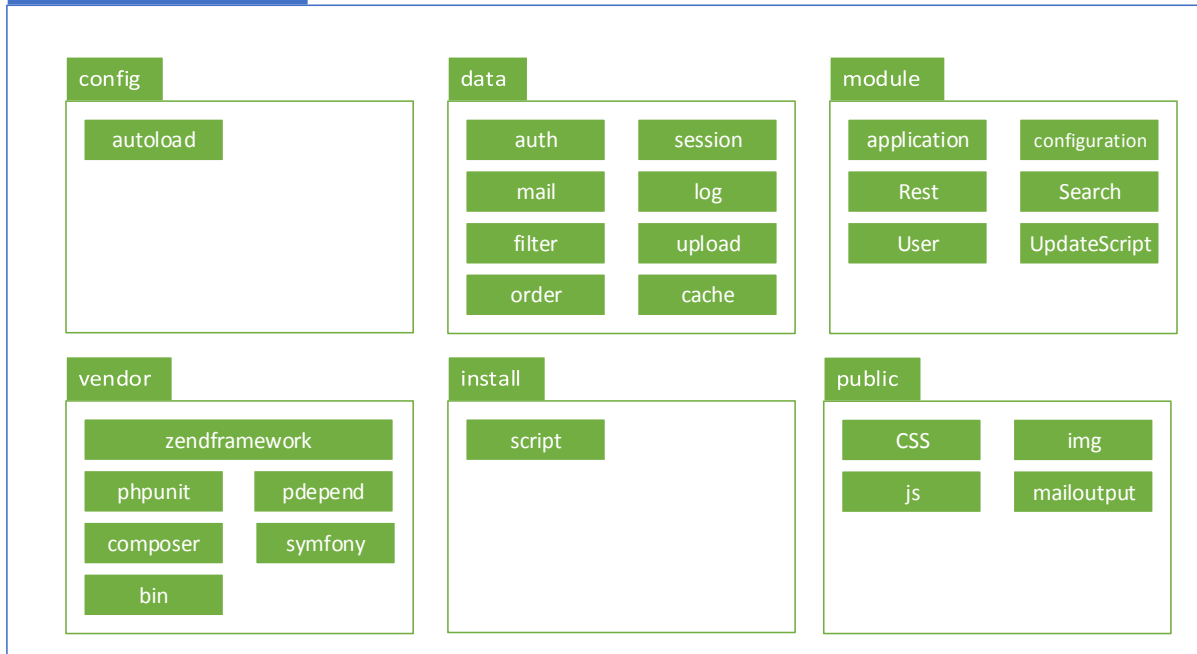 config
autoload
data
auth
session
mail
log
filter
upload
order
cache
module
application
configuration
Rest
Search
User
UpdateScript
vendor
zendframework
phpunit
pdepend
composer
symfony
bin
install
script
public
CSS
img
js
mailoutput